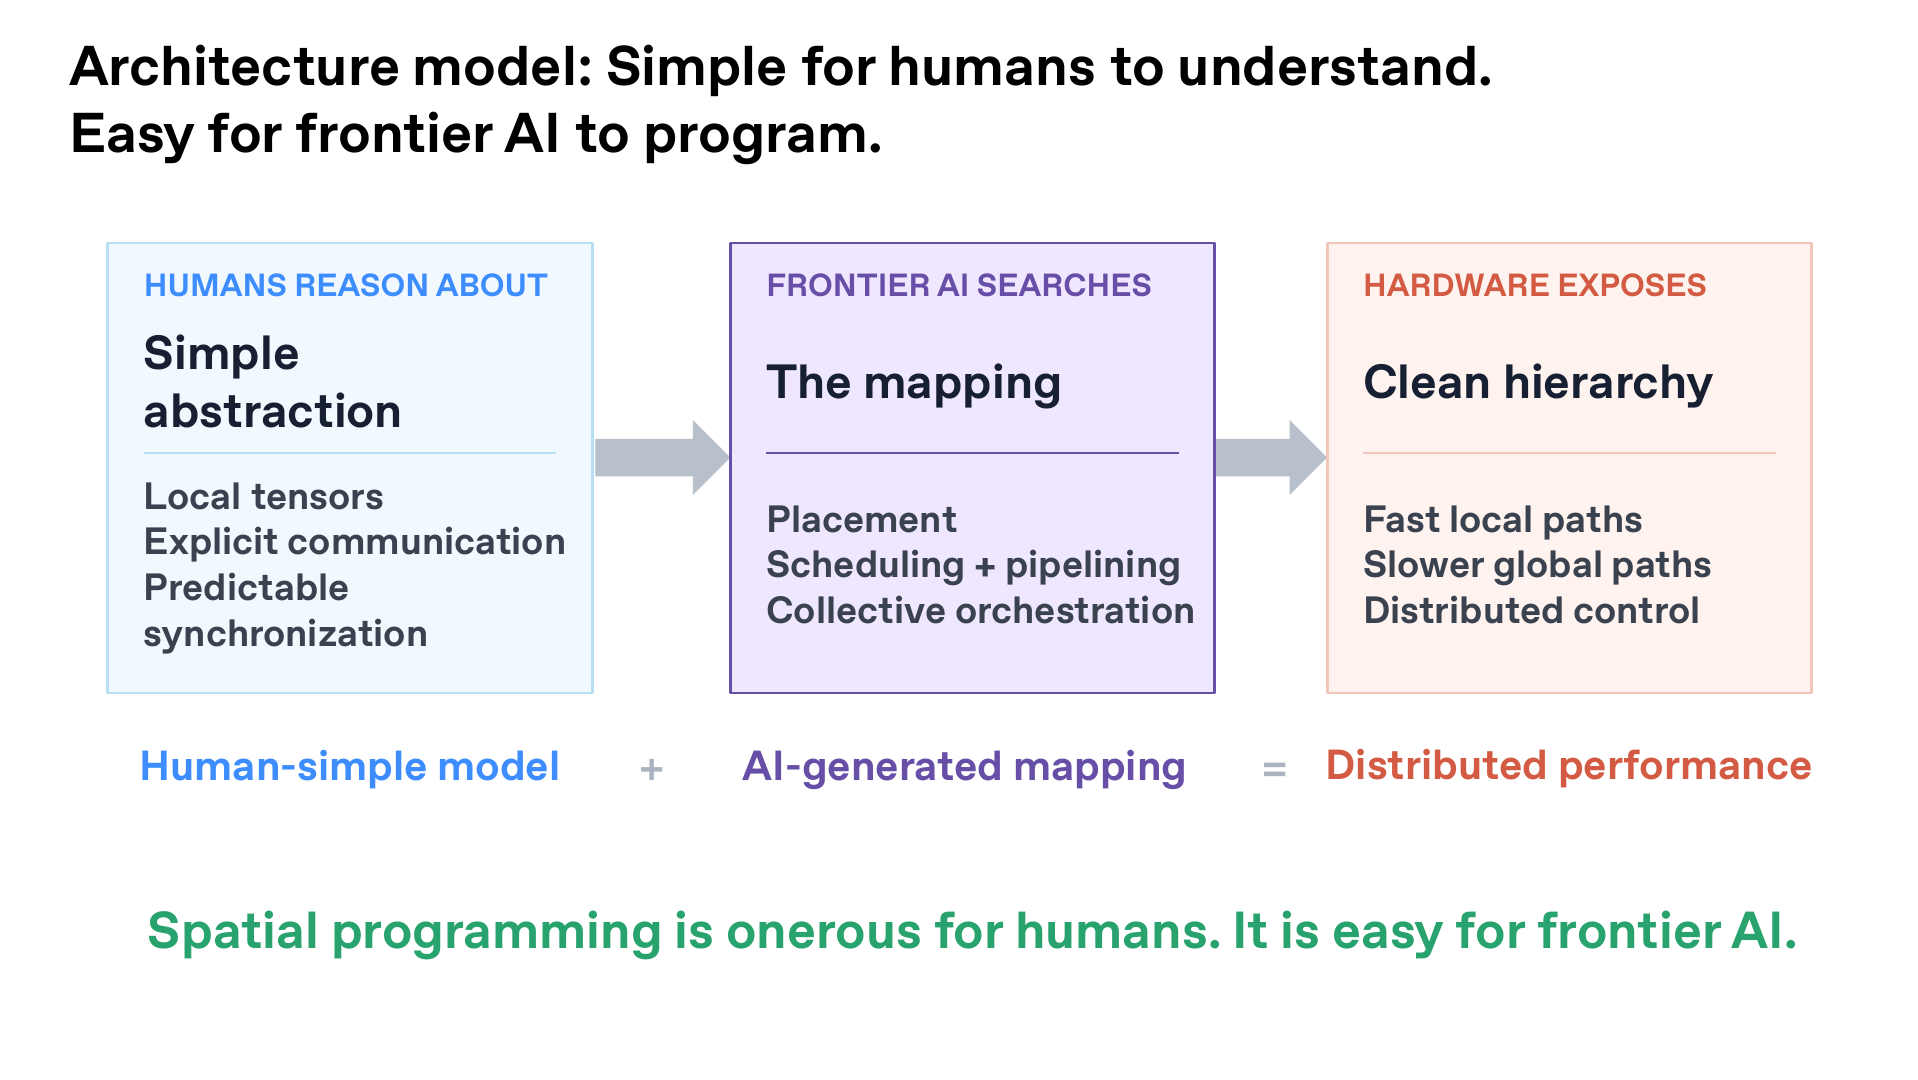 Architecture model: Simple for humans to understand.
Easy for frontier AI to program.
HUMANS REASON ABOUT
Simple
abstraction
Local tensors
Explicit communication
Predictable
synchronization
FRONTIER AI SEARCHES
The mapping
Placement
Scheduling + pipelining
Collective orchestration
HARDWARE EXPOSES
Clean hierarchy
Fast local paths
Slower global paths
Distributed control
Human-simple model + AI-generated mapping = Distributed performance
Spatial programming is onerous for humans. It is easy for frontier AI.